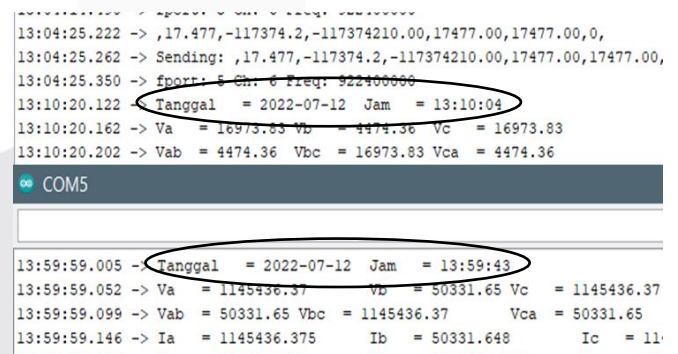 13:04:25.222 -> ,17.477,-117374.2,-117374210.00,17477.00,0,
13:04:25.262 -> Sending: ,17.477,-117374.2,-117374210.00,17477.00,17477.00,
13:04:25.350 -> fport: 5 Ch: 6 Freq: 922400000
13:10:20.122 -> Tanggal = 2022-07-12 Jam = 13:10:04
13:10:20.162 -> Va = 16973.83 Vb = 4474.36 Vc = 16973.83
13:10:20.202 -> Vab = 4474.36 Vbc = 16973.83 Vca = 4474.36
COM5
13:59:59.005 -> Tanggal = 2022-07-12 Jam = 13:59:43
13:59:59.052 -> Va = 1145436.37 Vb = 50331.65 Vc = 1145436.37
13:59:59.099 -> Vab = 50331.65 Vbc = 1145436.37 Vca = 50331.65
13:59:59.146 -> Ia = 1145436.375 Ib = 50331.648 Ic = 11